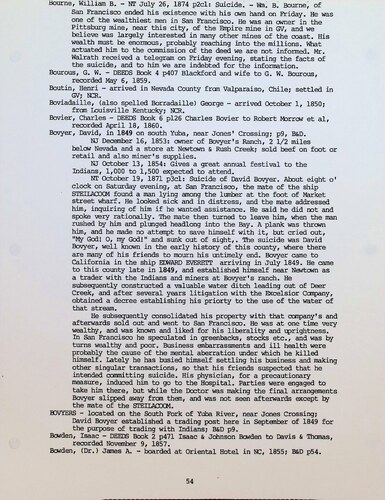 Bourne, William B. - NT July 26, 1874 p2c1: Suicide. - Wm. B. Bourne, of
San Francisco ended his existence with his own hand on Friday. He was
one of the wealthiest men in San Francisco. He was an owner in the
Pittsburg mine, near this city, of the Empire mine in GV, and we
believe was largely interested in many other mines of the coast. His
wealth must be enormous, probably reaching into the millions. What
actuated him to the commission of the deed we are not informed. Mr.
Walrath received a telegram on Friday evening, stating the facts
of the suicide, and to him we are indebted for the information.
Bourous, G. W. - DEEDS Book 4 p407 Blackford and wife to G. W. Bourous,
recorded May 6, 1859.
Boutin, Henri - arrived in Nevada County from Valparaiso, Chile; settled in
GV; NCR.
Boviadaille, (also spelled Borradaille) George - arrived October 1, 1850;
from Louisville Kentucky; NCR.
Bovier, Charles - DEEDS Book 6 p126 Charles Bovier to Robert Morrow et al,
recorded April 18, 1860.
Bovyer, David, in 1849 on south Yuba, near Jones' Crossing; p9, B&D.
NJ December 16, 1853; owner of Bovyer's Ranch, 2 1/2 miles
below Nevada and a store at Newtown & Rush Creek; sold beef on foot or
retail and also miner's supplies.
NJ October 13, 1854: Gives a great annual festival to the
Indians, 1,000 to 1,500 expected to attend,
NT October 19, 1871 p3c1: Suicide of David Bovyer. About eight o'
clock on Saturday evening, at San Francisco, the mate of the ship
STEILACOOM found a man lying among the lumber at the foot of Market
street wharf. He looked sick and in distress, and the mate addressed
him, inquiring of him if he wanted assistance. He said he did not and
spoke very rationally. The mate then turned to leave him, when the man
rushed by him and plunged headlong into the Bay. A plank was thrown
him, and he made no attempt to save himself with it, but cried out,
"My God! O, my God!" and sunk out of sight. The suicide was David
Bovyer, well known in the early history of this county, where there
are many of his friends to mourn his untimely end. Bovyer came to
California in the ship EDWARD EVERETT arriving in July 1849. He came
to this county late in 1849, and established himself near Newtown as
a trader with the Indians and miners at Bovyer's ranch. He
subsequently constructed a valuable water ditch leading out of Deer
Creek, and after several years litigation with the Excelsior Company,
obtained a decree establishing his priorty to the use of the water of
that stream.
He subsequently consolidated his property with that company's and
afterwards sold out and went to San Francisco. He was at one time very
wealthy, and was known and liked for his liberality and uprightness.
In San Francisco he speculated in greenbacks, stocks etc., and was by
turns wealthy and poor. Business embarrassments and ill health were
probably the cause of the mental aberration under which he killed
himself. Lately he has busied himself settling his business and making
other singular transactions, so that his friends suspected that he
intended committing suicide. His physician, for a precautionary
measure, induced him to go to the Hospital. Parties were engaged to
take him there, but while the Doctor was making the final arrangements
Bovyer slipped away from them, and was not seen afterwards except by
the mate of the STEILACOOM.
BOVYERS - located on the South Fork of Yuba River, near Jones Crossing;
David Bovyer established a trading post here in September of 1849 for
the purpose of trading with Indians; B&D p9.
Bowden, Isaac - DEEDS Book 2 p471 Isaac & Johnson Bowden to Davis & Thomas,
recorded November 9, 1857.
Bowden, (Dr.) James A. - boarded at Oriental Hotel in NC, 1855; B&D p54.
54